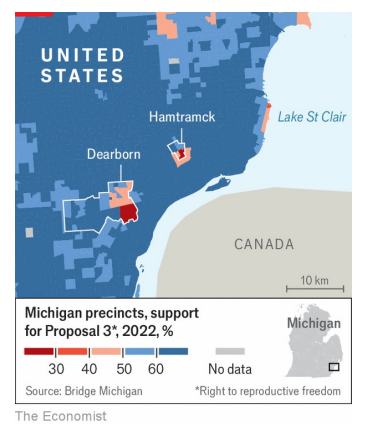 UNITED
STATES
Hamtramck
Lake St Clair
Dearborn
CANADA
10 km
Michigan precincts, support
for Proposal 3*, 2022, %
Michigan
30 40 50 60 No data
Source: Bridge Michigan *Right to reproductive freedom
The Economist